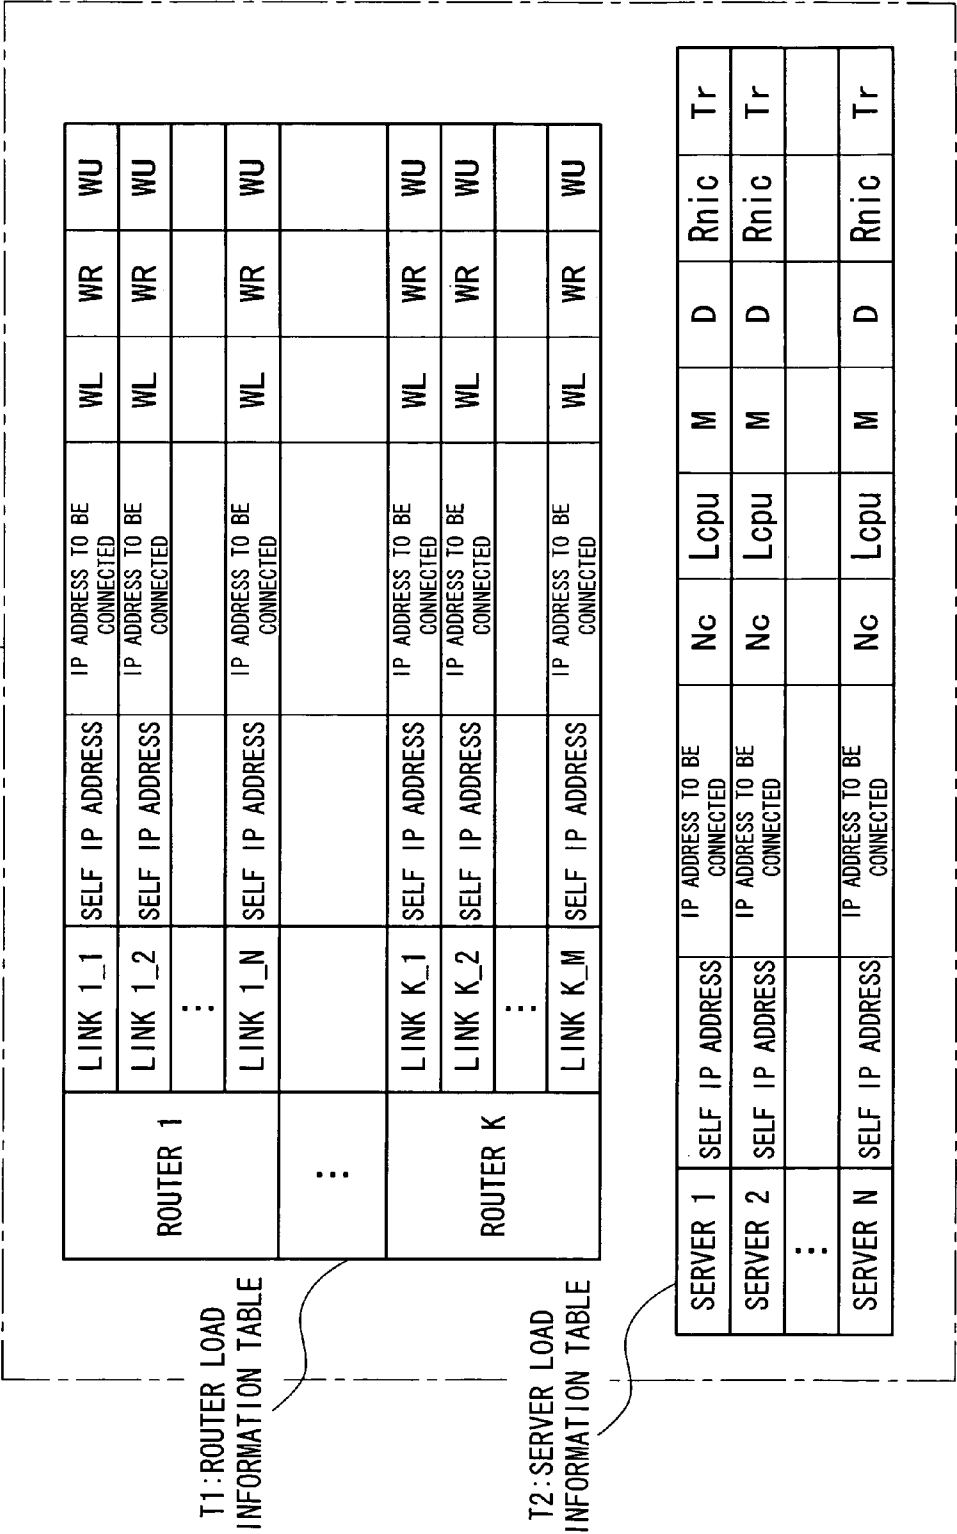 T1:ROUTER LOAD
INFORMATION TABLE
ROUTER 1
LINK 1_1
SELF IP ADDRESS
IP ADDRESS TO BE
CONNECTED
WL
WR
WU
LINK 1_2
SELF IP ADDRESS
IP ADDRESS TO BE
CONNECTED
WL
WR
WU
⋮
LINK 1_N
SELF IP ADDRESS
IP ADDRESS TO BE
CONNECTED
WL
WR
WU
⋮
ROUTER K
LINK K_1
SELF IP ADDRESS
IP ADDRESS TO BE
CONNECTED
WL
WR
WU
LINK K_2
SELF IP ADDRESS
IP ADDRESS TO BE
CONNECTED
WL
WR
WU
⋮
LINK K_M
SELF IP ADDRESS
IP ADDRESS TO BE
CONNECTED
WL
WR
WU
T2:SERVER LOAD
INFORMATION TABLE
SERVER 1
SELF IP ADDRESS
IP ADDRESS TO BE
CONNECTED
Nc
Lcpu
M
D
Rnic
Tr
SERVER 2
SELF IP ADDRESS
IP ADDRESS TO BE
CONNECTED
Nc
Lcpu
M
D
Rnic
Tr
⋮
SERVER N
SELF IP ADDRESS
IP ADDRESS TO BE
CONNECTED
Nc
Lcpu
M
D
Rnic
Tr